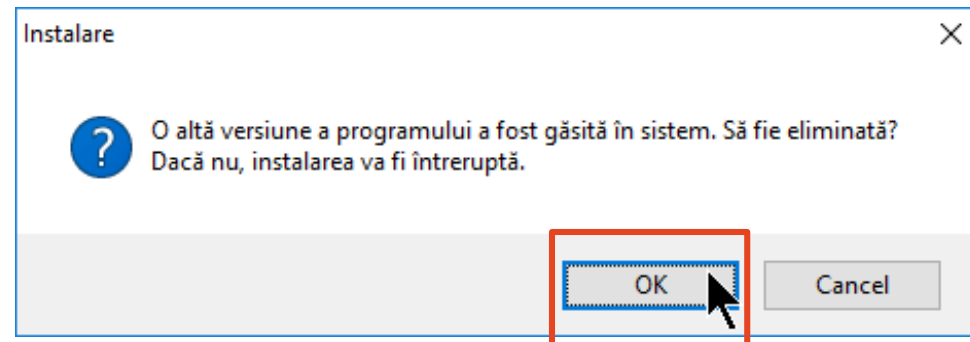 Instalare
O altă versiune a programului a fost găsită în sistem. Să fie eliminată?
Dacă nu, instalarea va fi întreruptă.
OK
Cancel